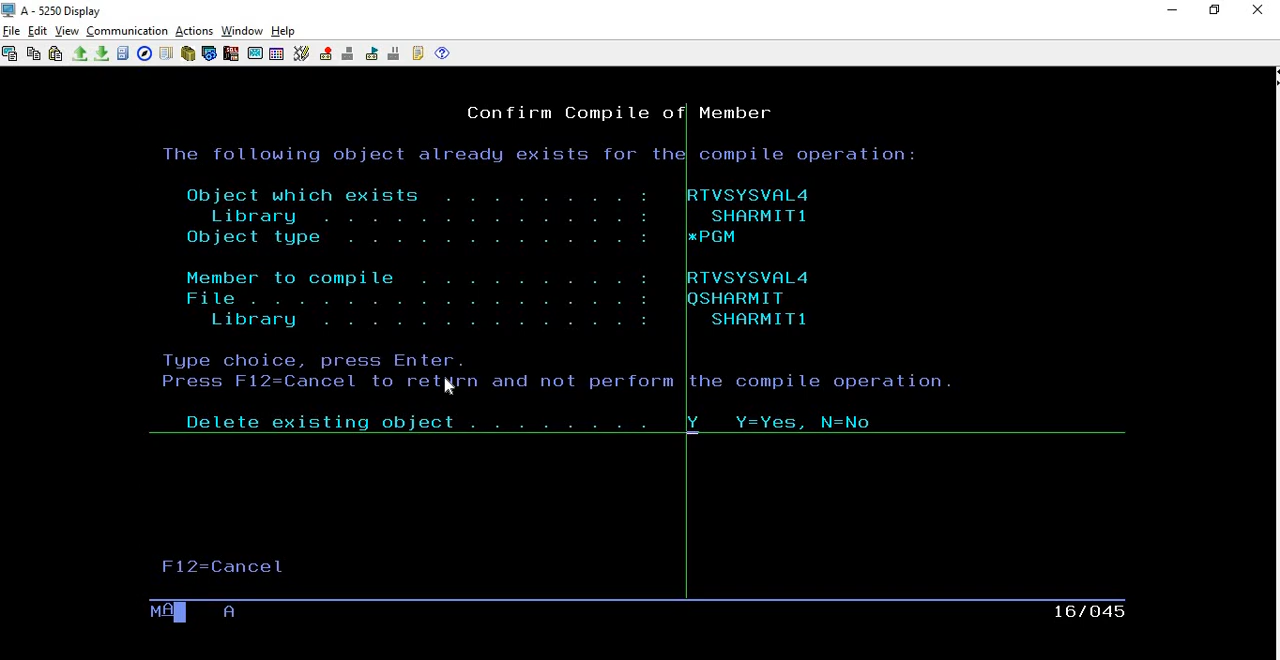 A - 5250 Display
File Edit View Communication Actions Window Help
Confirm Compile of Member
The following object already exists for the compile operation:
Object which exists . . . . . . . . . : RTVSYSVAL4
Library . . . . . . . . . . . . . : SHARMIT1
Object type . . . . . . . . . . . . : *PGM
Member to compile . . . . . . . . . : RTVSYSVAL4
File . . . . . . . . . . . . . . . . : QSHARMIT
Library . . . . . . . . . . . . . : SHARMIT1
Type choice, press Enter.
Press F12=Cancel to return and not perform the compile operation.
Delete existing object . . . . . . . . Y Y=Yes, N=No
F12=Cancel
MA A 16/045